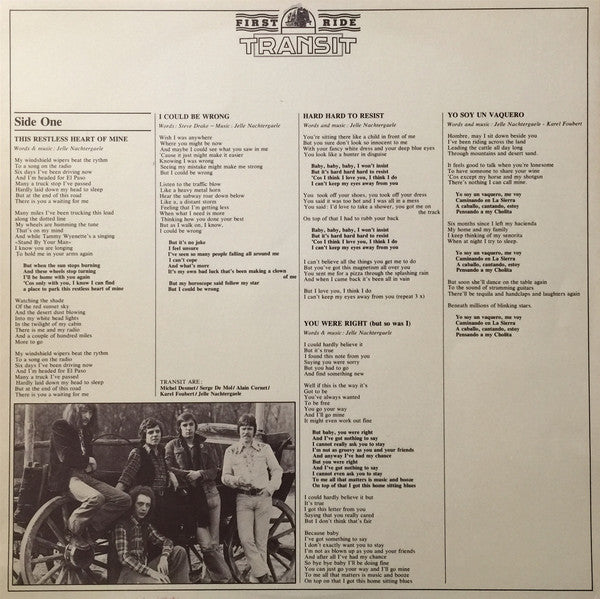 FIRST RIDE
TRANSIT
Side One
THIS RESTLESS HEART OF MINE
Words & music : Jelle Nachtergaele
My windshield wipers beat the rythm
To a song on the radio
Six days I've been driving now
And I'm headed for El Paso
Many a truck stop I've passed
Hardly laid down my head to sleep
But at the end of this road
There is you a waiting for me
Many miles I've been trucking this load
along the dotted line
My wheels are humming the tune
That's on my mind
And while Tammy Wynette's a singing
«Stand By Your Man»
I know you are longing
To hold me in your arms again
But when the sun stops burning
And these wheels stop turning
I'll be home with you again
'Con only with you, I know I can find
a place to park this restless heart of mine
Watching the shade
Of the red sunset sky
And the desert dust blowing
Into my white head lights
In the twilight of my cabin
There is me and my radio
And a couple of hundred miles
More to go
My windshield wipers beat the rythm
To a song on the radio
Six days I've been driving now
And I'm headed for El Paso
Many a truck I've passed
Hardly laid down my head to sleep
But at the end of this road
There is you a waiting for me
I COULD BE WRONG
Words : Steve Drake - Music : Jelle Nachtergaele
Wish I was anywhere
Where you might be now
And maybe I could see what you saw in me
'Cause it just might make it easier
Knowing I was wrong
Seeing my mistake might make me strong
But I could be wrong
Listen to the traffic blow
Like a heavy metal horn
Hear the subway roar down below
Like a, a distant storm
Feeling that I'm getting less
When what I need is more
Thinking how you done your best
But as I walk on, I know,
I could be wrong
But it's no joke
I feel unsure
I've seen so many people falling all around me
I can't cope
And what's more
It's my own bad luck that's been making a clown
of me
But my horoscope said follow my star
But I could be wrong
TRANSIT ARE :
Michel Desmet/ Serge De Mol/ Alain Cornet/
Karel Foubert/ Jelle Nachtergaele
HARD HARD TO RESIST
Words and music : Jelle Nachtergaele
You're sitting there like a child in front of me
But you sure don't look so innocent to me
With your fancy white dress and your deep blue eyes
You look like a hunter in disguise
Baby, baby, baby, I won't insist
But it's hard hard hard to resist
'Cos I think I love you, I think I do
I can't keep my eyes away from you
You took off your shoes, you took off your dress
You said it was too hot and I was all in a mess
You said : I'd love to take a shower, you got me on
the track
On top of that I had to rubb your back
Baby, baby, baby, I won't insist
But it's hard hard hard to resist
'Cos I think I love you, I think I do
I can't keep my eyes away from you
I can't believe all the things you get me to do
But you've got this magnetism all over you
You sent me for a pizza through the splashing rain
And when I came back it's been all in vain
But I love you, I think I do
I can't keep my eyes away from you (repeat 3 x)
YOU WERE RIGHT (but so was I)
Words & music : Jelle Nachtergaele
I could hardly believe it
But it's true
I found this note from you
Saying you were sorry
But you had to go
And find something new
Well if this is the way it's
Got to be
You've always wanted
To be free
You go your way
And I'll go mine
It might even work out fine
But baby, you were right
And I've got nothing to say
I cannot really ask you to stay
I'm not as groovy as you and your friends
And anyway I've had my chance
But you were right
And I've got nothing to say
I cannot even ask you to stay
To me all that matters is music and booze
On top of that I got this home sitting blues
I could hardly believe it but
It's true
I got this letter from you
Saying that you really cared
But I don't think that's fair
Because baby
I've got something to say
I don't exactly want you to stay
I'm not as blown up as you and your friends
And after all I've had my chance
So bye bye baby I'll be doing fine
You can just go your way and I'll go mine
To me all that matters is music and booze
On top of that I got this home sitting blues
YO SOY UN VAQUERO
Words and music : Jelle Nachtergaele - Karel Foubert
Hombre, may I sit down beside you
I've been riding across the land
Leading the cattle all day long
Through mountains and desert sand.
It feels good to talk when you're lonesome
To have someone to share your wine
'Cos except my horse and my shotgun
There's nothing I can call mine.
Yo soy un vaquero, me voy
Caminando en La Sierra
A caballo, cantando, estoy
Pensando a my Cholita
Six months since I left my hacienda
My home and my family
I keep thinking of my senorita
When at night I try to sleep.
Yo soy un vaquero, me voy
Caminando en La Sierra
A caballo, cantando, estoy
Pensando a my Cholita
But soon she'll dance on the table again
To the sound of strumming guitars
There'll be tequila and handclaps and laughters again
Beneath millions of blinking stars.
Yo soy un vaquero, me voy
Caminando en La Sierra
A caballo, cantando, estoy
Pensando a my Cholita